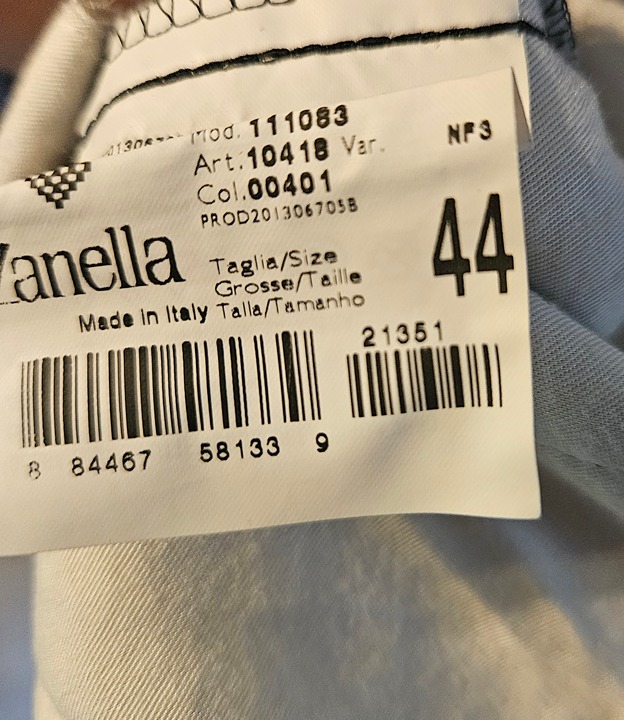 Mod. 111083
NF3
Art.10418 Var.
Col.00401
PROD201306705B
44
Zanella
Taglia/Size
Grosse/Taille
Made in Italy Talla/Tamanho
21351
8 84467 58133 9